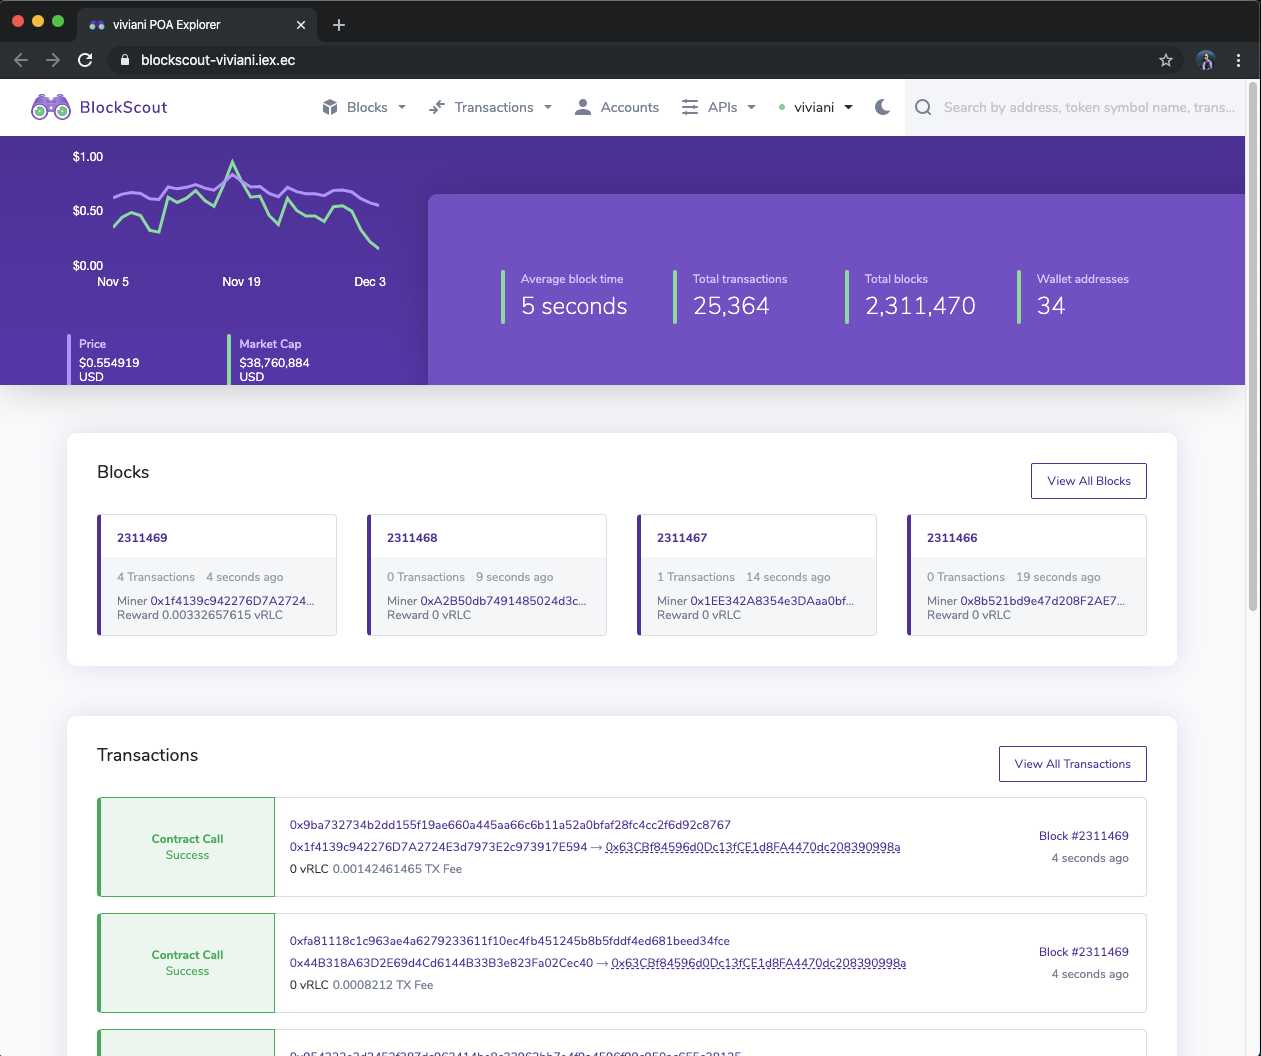 viviani POA Explorer
blockscout-viviani.iex.ec
BlockScout
Blocks
Transactions
Accounts
APIs
viviani
Search by address, token symbol name, trans...
$1.00
$0.50
$0.00
Nov 5
Nov 19
Dec 3
Price
$0.554919
USD
Market Cap
$38,760,884
USD
Average block time
5 seconds
Total transactions
25,364
Total blocks
2,311,470
Wallet addresses
34
Blocks
View All Blocks
2311469
4 Transactions 4 seconds ago
Miner 0x1f4139c942276D7A2724...
Reward 0.00332657615 vRLC
2311468
0 Transactions 9 seconds ago
Miner 0xA2B50db7491485024d3c...
Reward 0 vRLC
2311467
1 Transactions 14 seconds ago
Miner 0x1EE342A8354e3DAaa0bf...
Reward 0 vRLC
2311466
0 Transactions 19 seconds ago
Miner 0x8b521bd9e47d208F2AE7...
Reward 0 vRLC
Transactions
View All Transactions
Contract Call
Success
0x9ba732734b2dd155f19ae660a445aa66c6b11a52a0bfaf28fc4cc2f6d92c8767
0x1f4139c942276D7A2724E3d7973E2c973917E594 → 0x63CBf84596d0Dc13fCE1d8FA4470dc208390998a
0 vRLC 0.00142461465 TX Fee
Block #2311469
4 seconds ago
Contract Call
Success
0xfa81118c1c963ae4a6279233611f10ec4fb451245b8b5fddf4ed681beed34fce
0x44B318A63D2E69d4Cd6144B33B3e823Fa02Cec40 → 0x63CBf84596d0Dc13fCE1d8FA4470dc208390998a
0 vRLC 0.0008212 TX Fee
Block #2311469
4 seconds ago